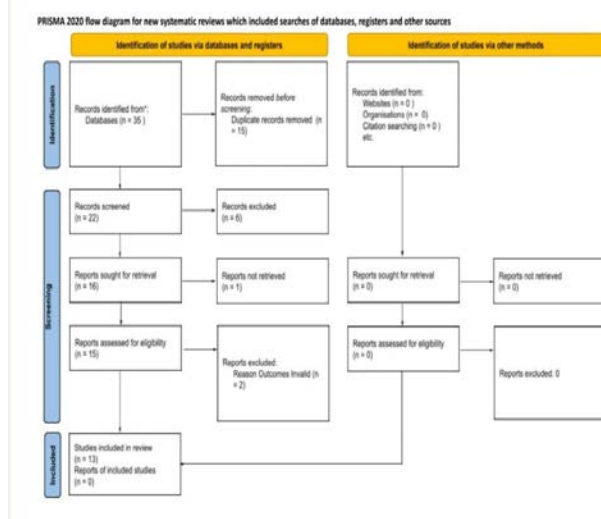 PRISMA 2020 flow diagram for new systematic reviews which included searches of databases, registers and other sources
Identification of studies via databases and registers
Identification of studies via other methods
Identification
Records identified from*:
Databases (n = 35 )
Records removed before
screening:
Duplicate records removed (n
= 15)
Records identified from:
Websites (n = 0 )
Organisations (n = 0)
Citation searching (n = 0 )
etc.
Screening
Records screened
(n = 22)
Records excluded
(n = 6)
Reports sought for retrieval
(n = 16)
Reports not retrieved
(n = 1)
Reports sought for retrieval
(n = 0)
Reports not retrieved
(n = 0)
Reports assessed for eligibility
(n = 15)
Reports excluded:
Reason Outcomes Invalid (n
= 2)
Reports assessed for eligibility
(n = 0)
Reports excluded: 0
Included
Studies included in review
(n = 13)
Reports of included studies
(n = 0)